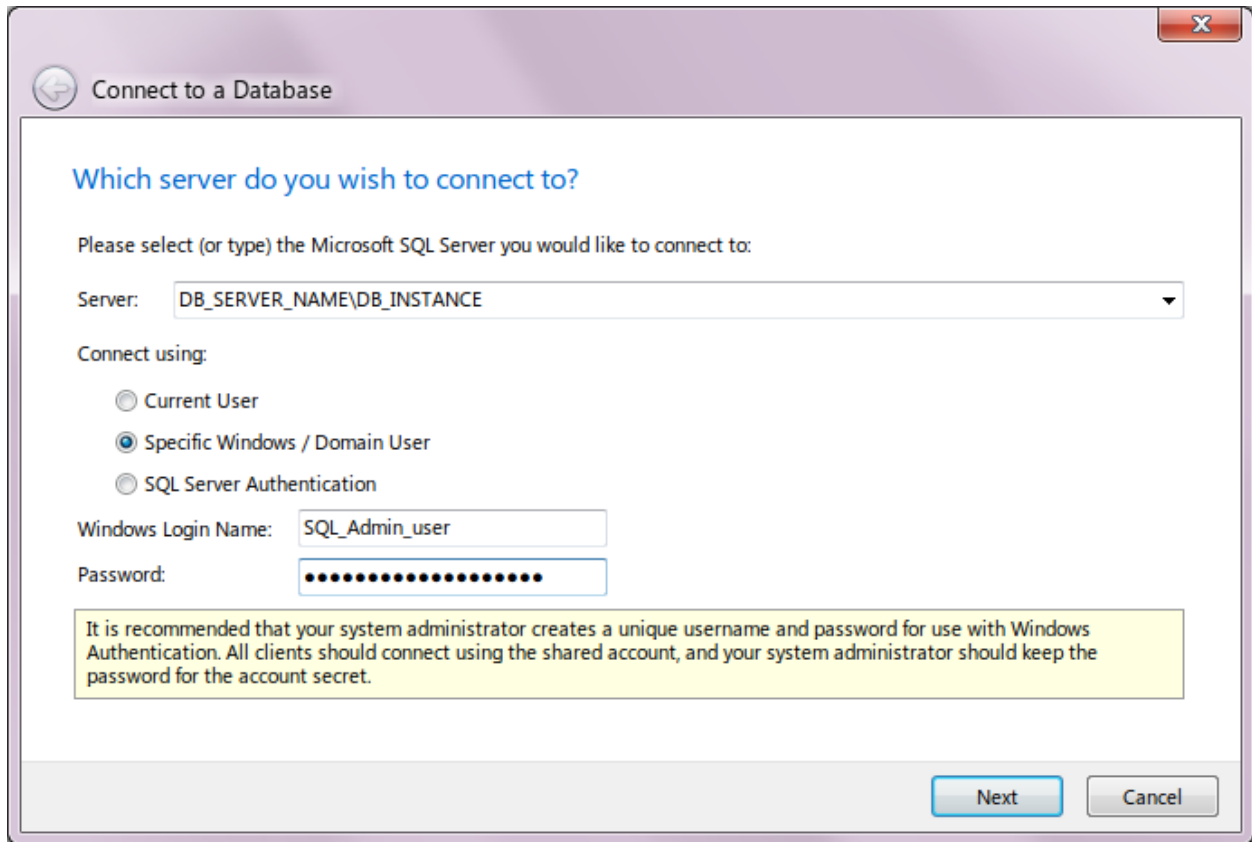 Connect to a Database
Which server do you wish to connect to?
Please select (or type) the Microsoft SQL Server you would like to connect to:
Server: DB_SERVER_NAME\DB_INSTANCE
Connect using:
Current User
Specific Windows / Domain User
SQL Server Authentication
Windows Login Name: SQL_Admin_user
Password: ●●●●●●●●●●●●●●●●●●●
It is recommended that your system administrator creates a unique username and password for use with Windows
Authentication. All clients should connect using the shared account, and your system administrator should keep the
password for the account secret.
Next Cancel